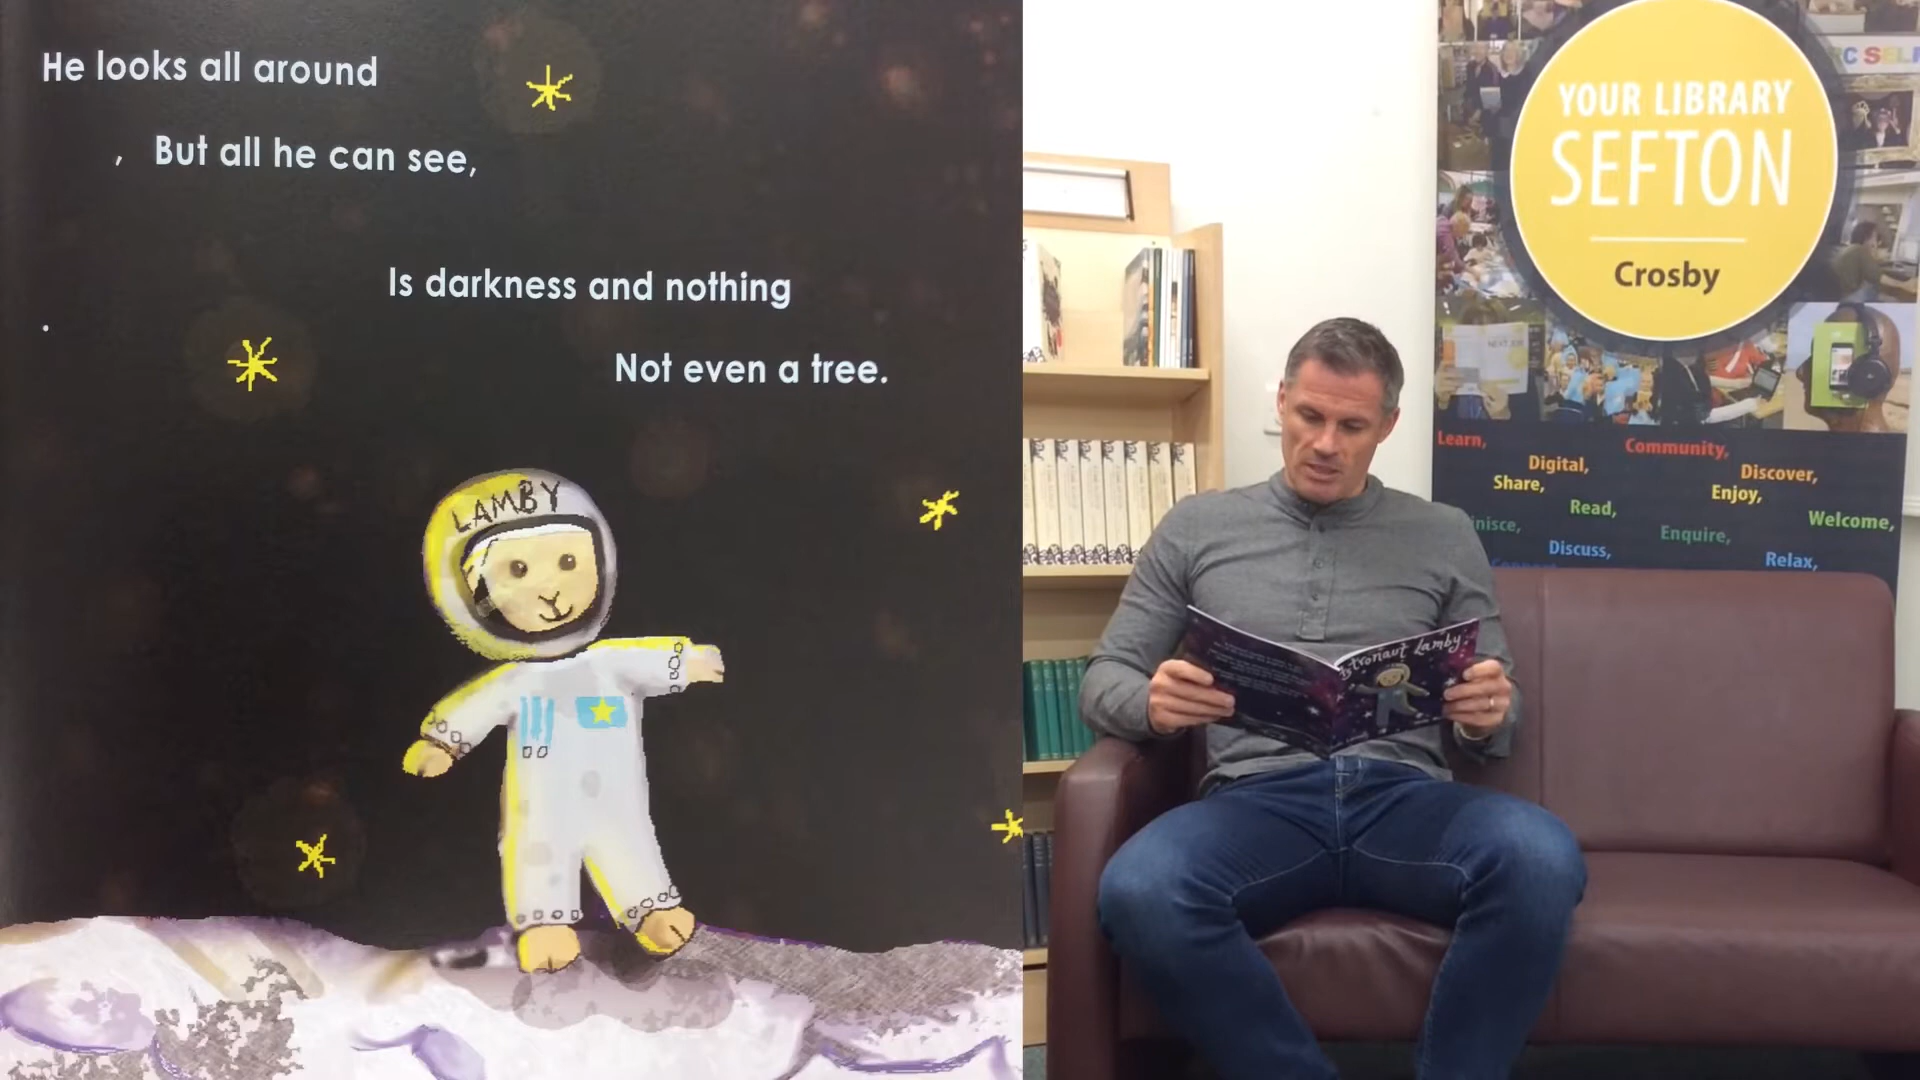 He looks all around
, But all he can see,
Is darkness and nothing
.
Not even a tree.
LAMBY
YOUR LIBRARY
SEFTON
Crosby
Learn,
Community,
Digital,
Discover,
Share,
Enjoy,
Read,
Welcome,
Enquire,
Discuss,
Relax,
Astronaut Lamby